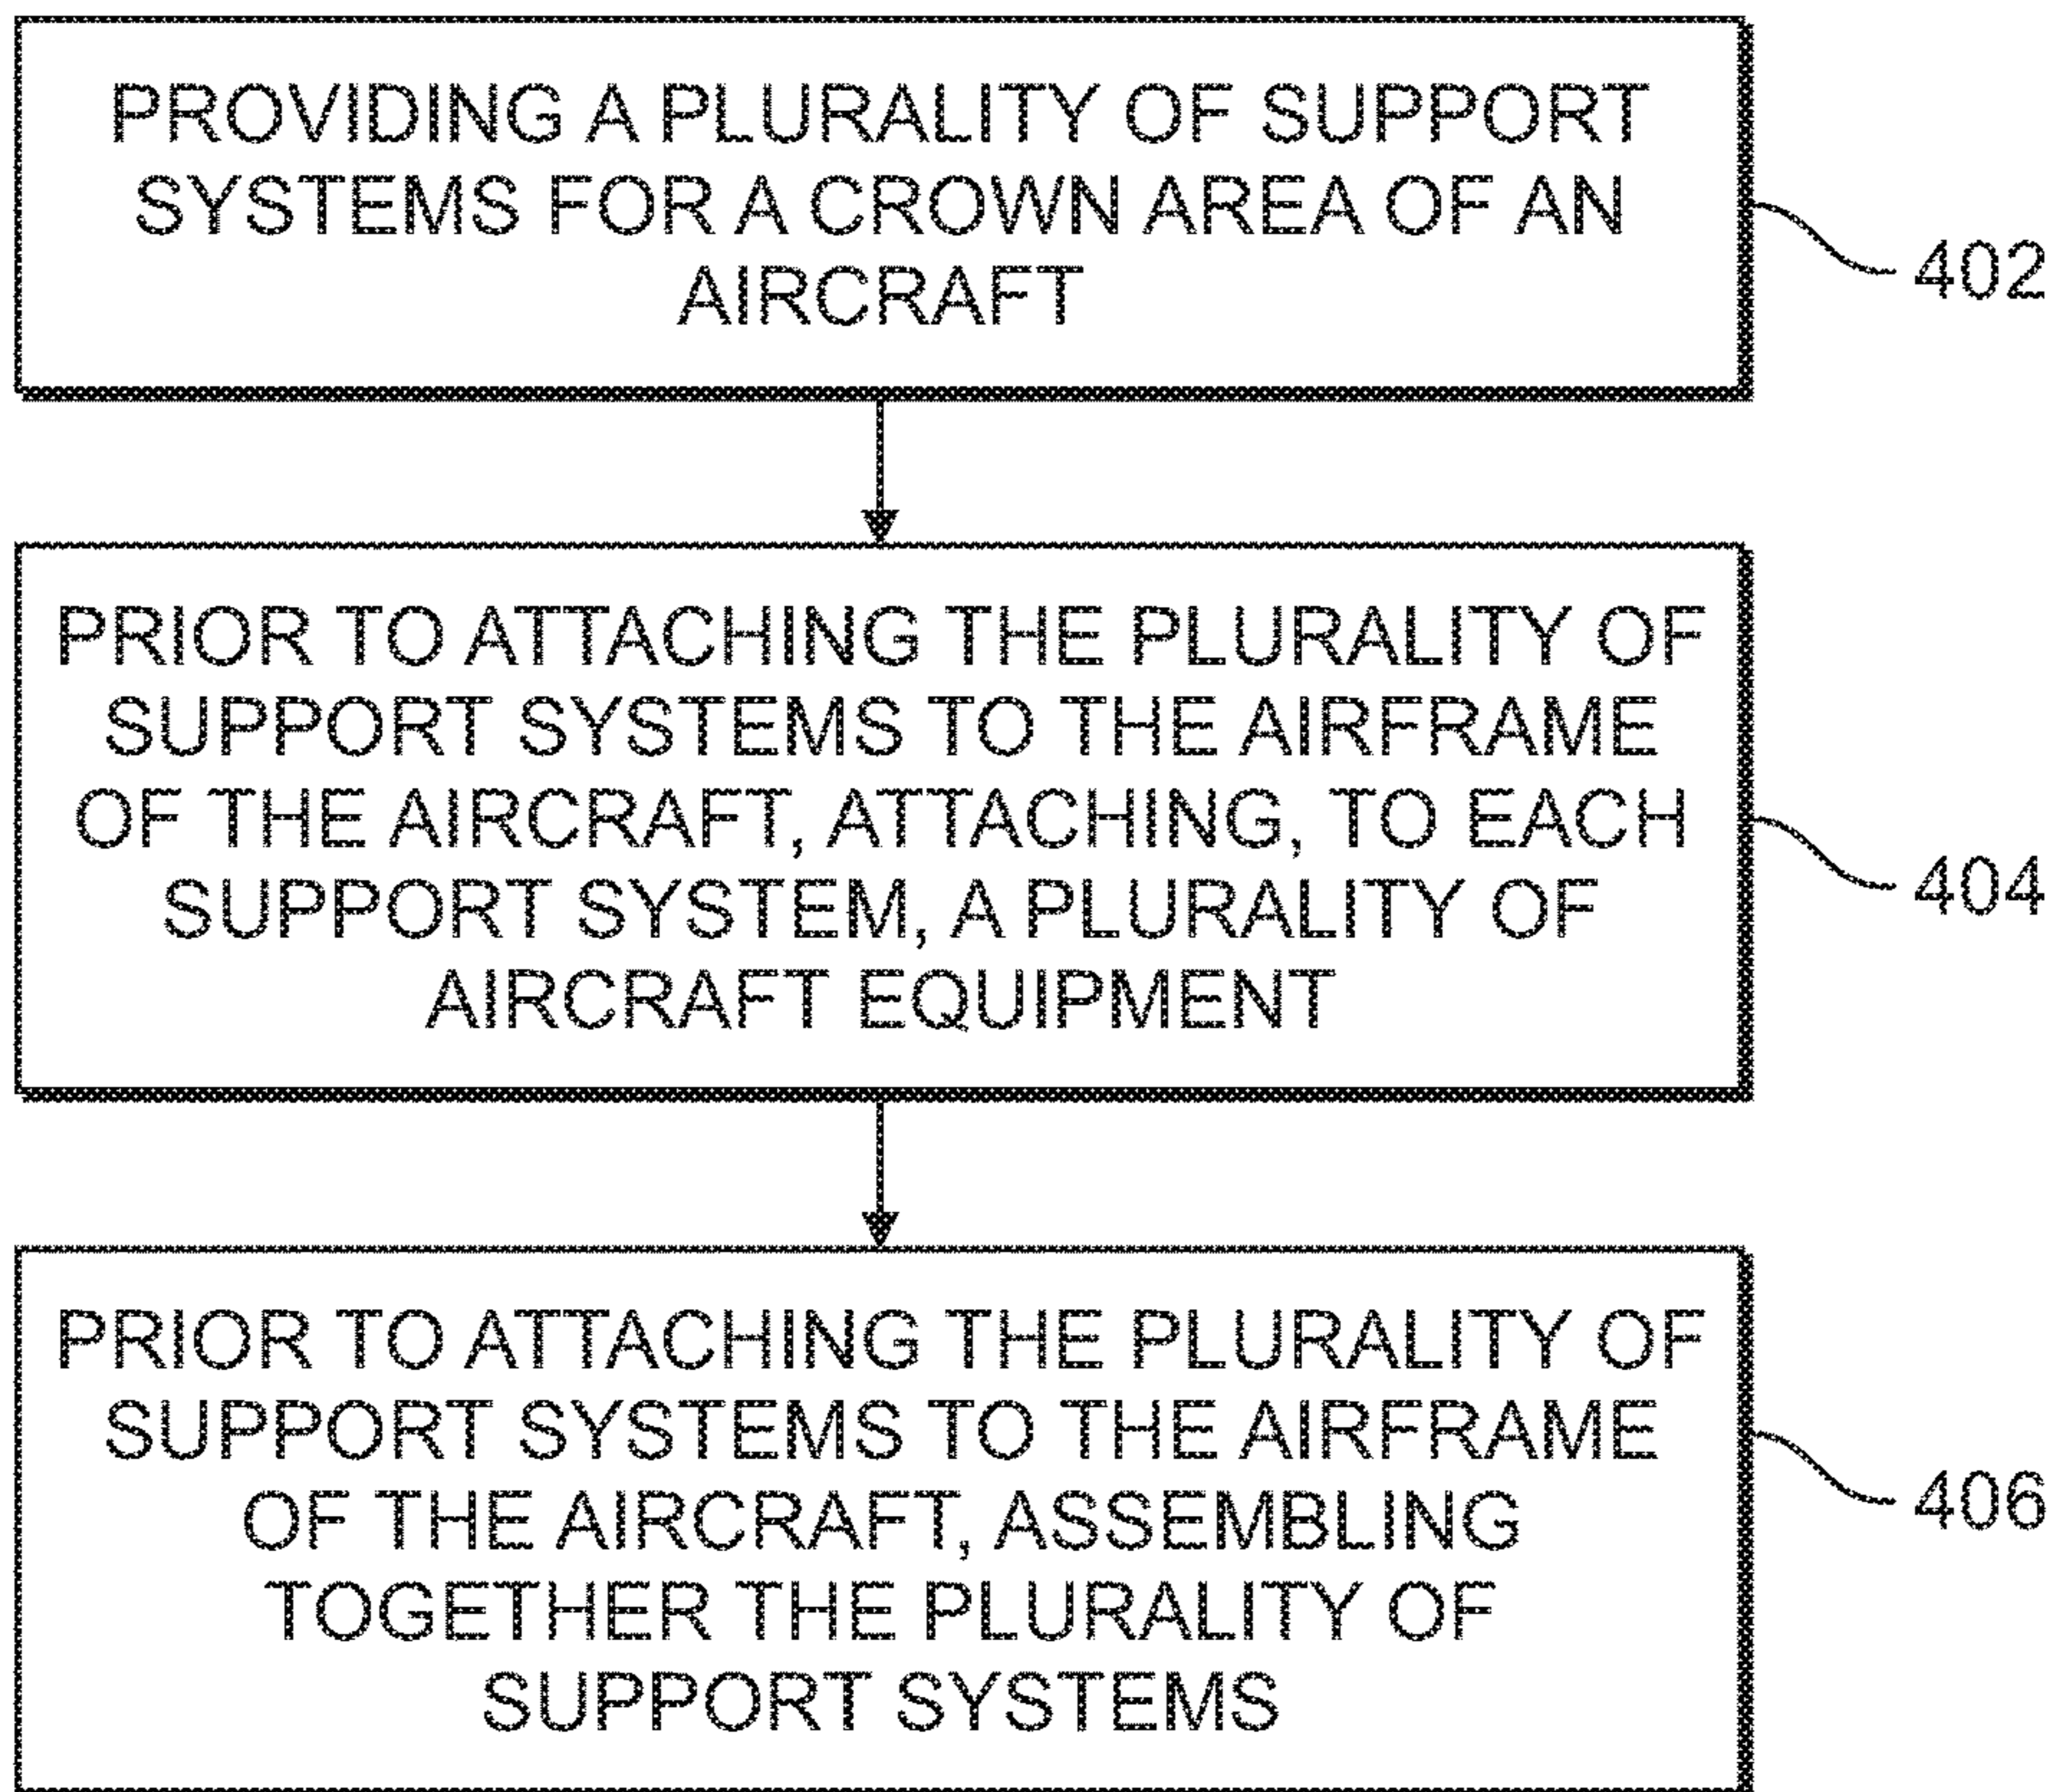 PROVIDING A PLURALITY OF SUPPORT
SYSTEMS FOR A CROWN AREA OF AN
AIRCRAFT
402
PRIOR TO ATTACHING THE PLURALITY OF
SUPPORT SYSTEMS TO THE AIRFRAME
OF THE AIRCRAFT, ATTACHING, TO EACH
SUPPORT SYSTEM, A PLURALITY OF
AIRCRAFT EQUIPMENT
404
PRIOR TO ATTACHING THE PLURALITY OF
SUPPORT SYSTEMS TO THE AIRFRAME
OF THE AIRCRAFT, ASSEMBLING
TOGETHER THE PLURALITY OF
SUPPORT SYSTEMS
406